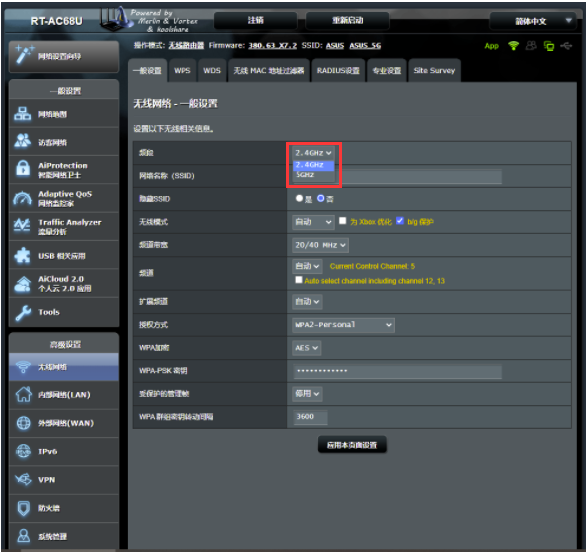 RT-AC68U
Powered by
Merlin & Vortex
& koolshare
注销
重新启动
简体中文
操作模式: 无线路由器 Firmware: 380.63_X7.2 SSID: ASUS ASUS_5G
App
网络设置向导
一般设置
网络地图
访客网络
AiProtection
智能网络卫士
Adaptive QoS
网络监控家
Traffic Analyzer
流量分析
USB 相关应用
AiCloud 2.0
个人云 2.0 应用
Tools
高级设置
无线网络
内部网络(LAN)
外部网络(WAN)
IPv6
VPN
防火墙
系统管理
一般设置 WPS WDS 无线 MAC 地址过滤器 RADIUS设置 专业设置 Site Survey
无线网络 - 一般设置
设置以下无线相关信息。
频段 2.4GHz
2.4GHz
5GHz
网络名称 (SSID)
隐藏SSID 是 否
无线模式 自动 为 Xbox 优化 b/g 保护
频道带宽 20/40 MHz
频道 自动 Current Control Channel: 5
Auto select channel including channel 12, 13
扩展频道 自动
授权方式 WPA2-Personal
WPA加密 AES
WPA-PSK 密钥 ••••••••••••
受保护的管理帧 停用
WPA 群组密钥转动间隔 3600
应用本页面设置